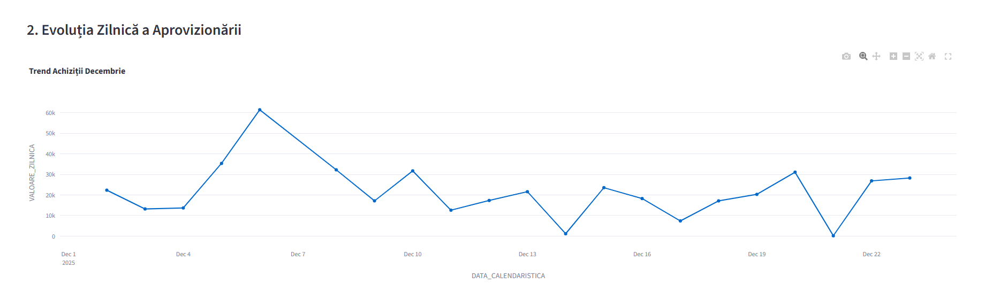 2. Evoluția Zilnică a Aprovizionării
Trend Achiziții Decembrie
60k
50k
40k
30k
20k
10k
0
VALOARE_ZILNICA
Dec 1 Dec 4 Dec 7 Dec 10 Dec 13 Dec 16 Dec 19 Dec 22
2025
DATA_CALENDARISTICA